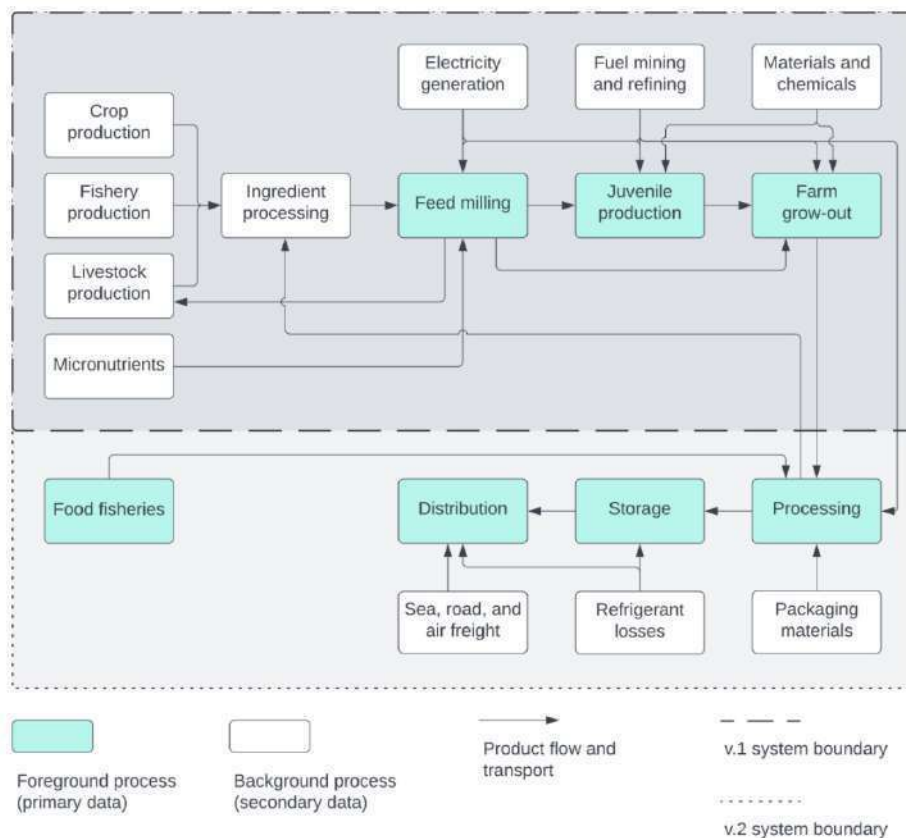 Electricity
generation
Fuel mining
and refining
Materials and
chemicals
Crop
production
Fishery
production
Ingredient
processing
Feed milling
Juvenile
production
Farm
grow-out
Livestock
production
Micronutrients
Food fisheries
Distribution
Storage
Processing
Sea, road, and
air freight
Refrigerant
losses
Packaging
materials
Foreground process
(primary data)
Background process
(secondary data)
Product flow and
transport
v.1 system boundary
v.2 system boundary